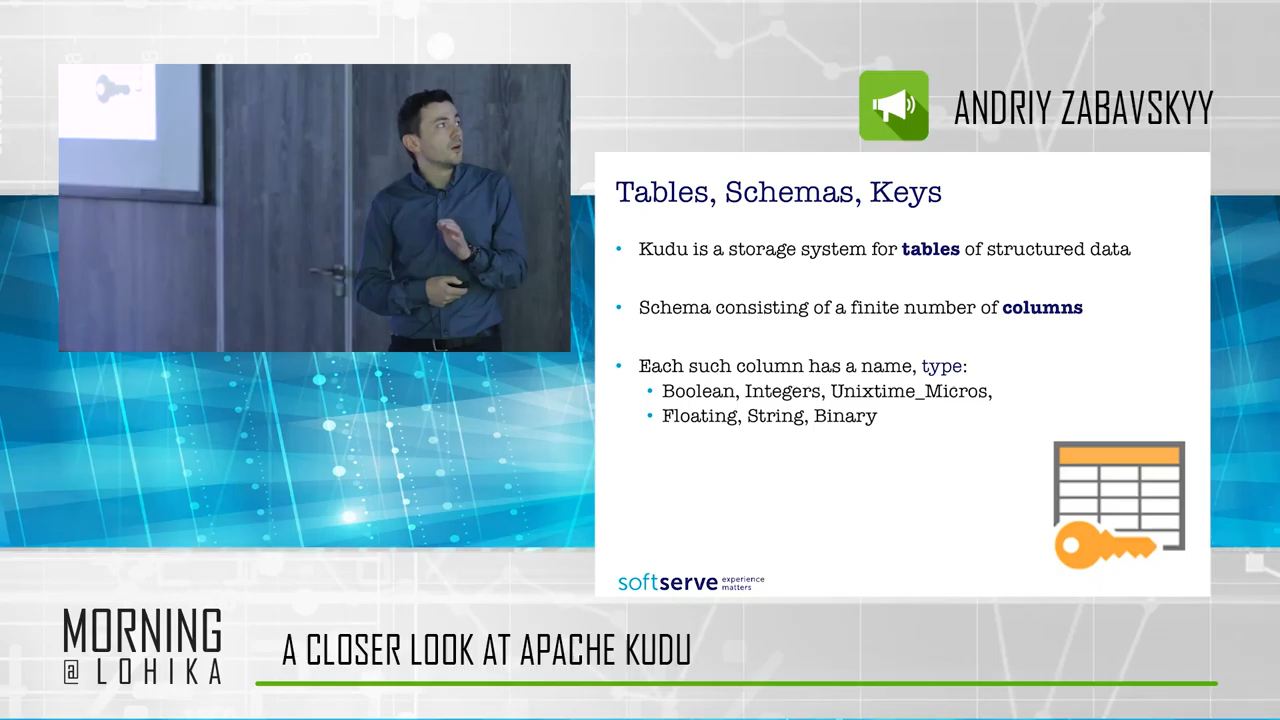 ANDRIY ZABAVSKYY
Tables, Schemas, Keys
• Kudu is a storage system for tables of structured data
• Schema consisting of a finite number of columns
• Each such column has a name, type:
• Boolean, Integers, Unixtime_Micros,
• Floating, String, Binary
softserve experience
matters
MORNING
@ LOHIKA
A CLOSER LOOK AT APACHE KUDU